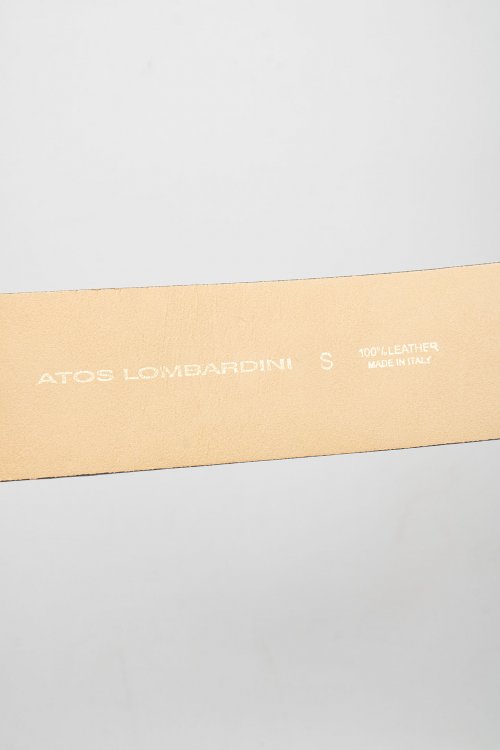 ATOS LOMBARDINI S
100% LEATHER
MADE IN ITALY